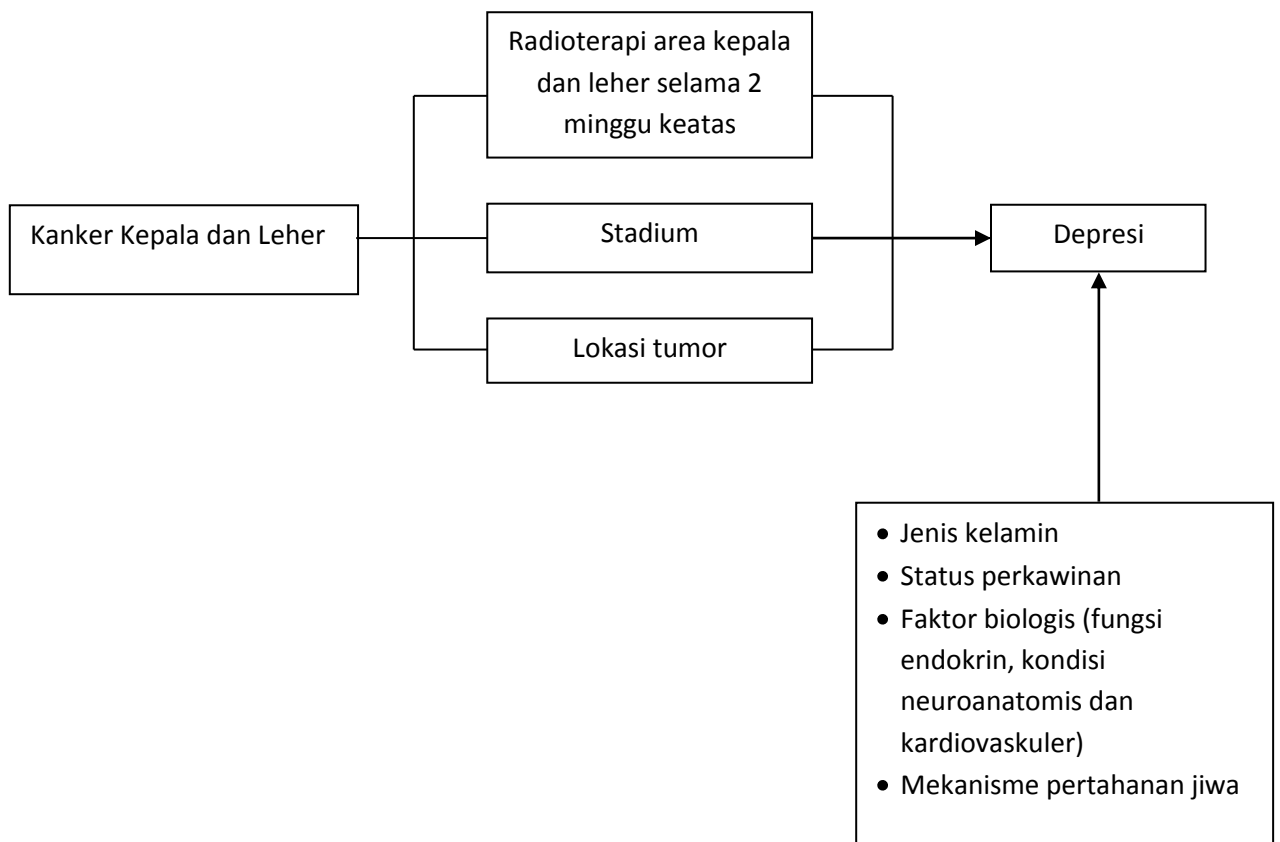 Radioterapi area kepala
dan leher selama 2
minggu keatas
Kanker Kepala dan Leher
Stadium
Depresi
Lokasi tumor
• Jenis kelamin
• Status perkawinan
• Faktor biologis (fungsi
endokrin, kondisi
neuroanatomis dan
kardiovaskuler)
• Mekanisme pertahanan jiwa